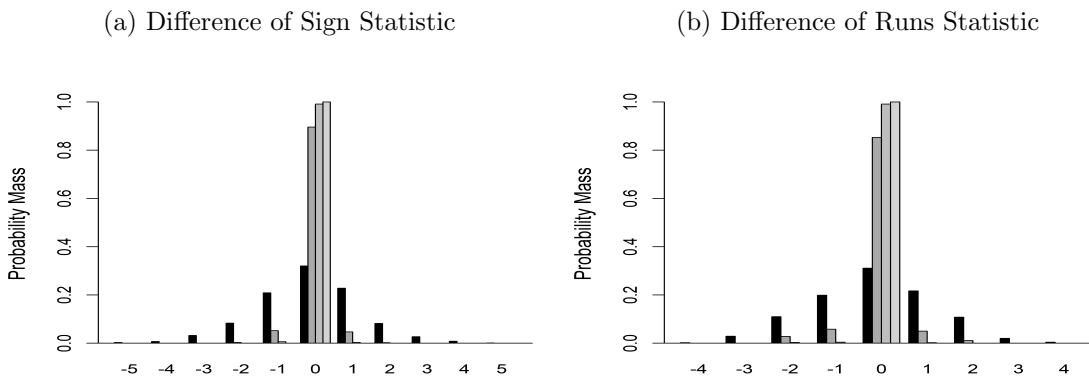 (a) Difference of Sign Statistic
(b) Difference of Runs Statistic
Probability Mass
0.0 0.2 0.4 0.6 0.8 1.0
-5 -4 -3 -2 -1 0 1 2 3 4 5
Probability Mass
0.0 0.2 0.4 0.6 0.8 1.0
-4 -3 -2 -1 0 1 2 3 4